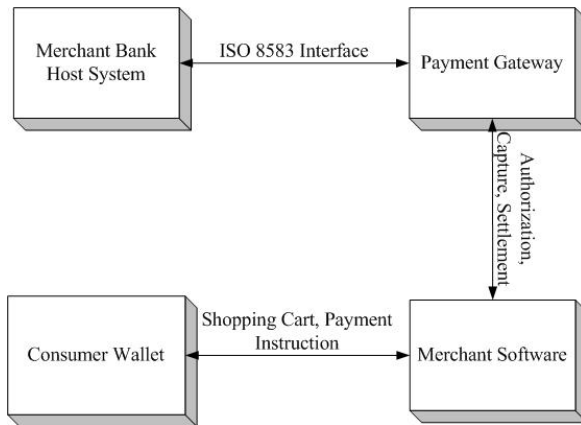 Merchant Bank
Host System
ISO 8583 Interface
Payment Gateway
Authorization,
Capture, Settlement
Consumer Wallet
Shopping Cart, Payment
Instruction
Merchant Software